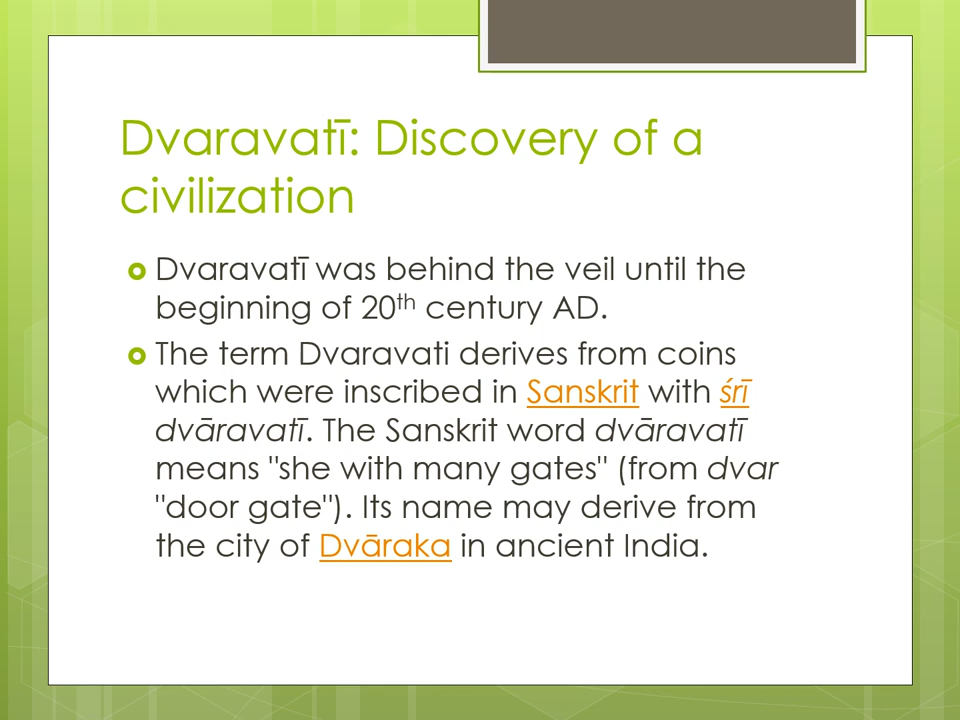 Dvaravatī: Discovery of a
civilization
Dvaravatī was behind the veil until the
beginning of 20th century AD.
The term Dvaravati derives from coins
which were inscribed in Sanskrit with śrī
dvāravatī. The Sanskrit word dvāravatī
means "she with many gates" (from dvar
"door gate"). Its name may derive from
the city of Dvāraka in ancient India.